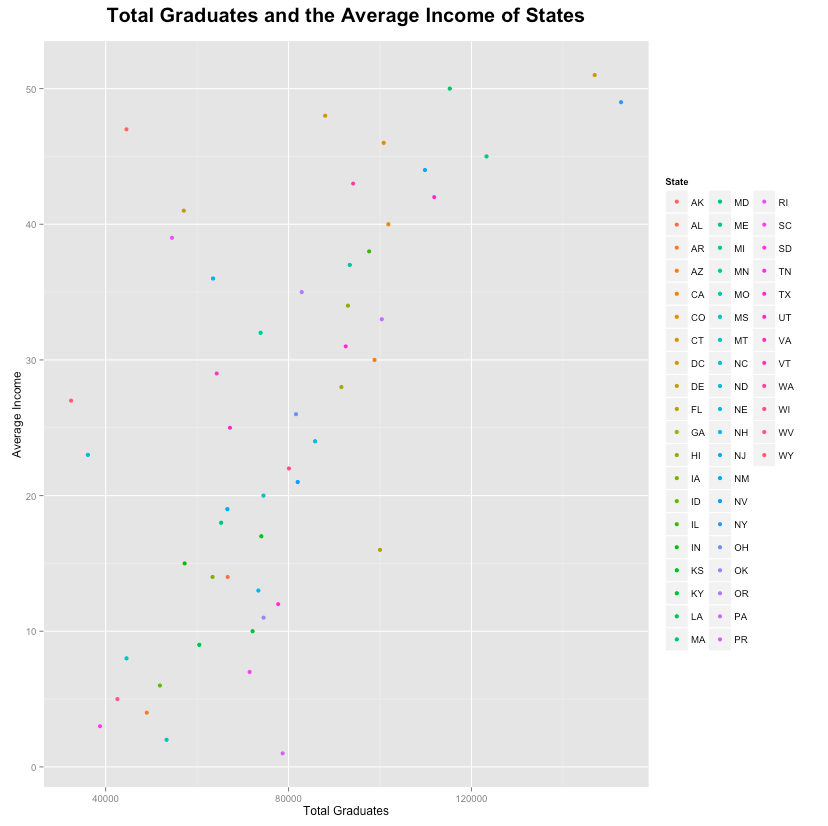 Total Graduates and the Average Income of States
50
40
30
20
10
0
Average Income
40000
80000
120000
Total Graduates
State
AK
AL
AR
AZ
CA
CO
CT
DC
DE
FL
GA
HI
IA
ID
IL
IN
KS
KY
LA
MA
MD
ME
MI
MN
MO
MS
MT
NC
ND
NE
NH
NJ
NM
NV
NY
OH
OK
OR
PA
PR
RI
SC
SD
TN
TX
UT
VA
VT
WA
WI
WV
WY